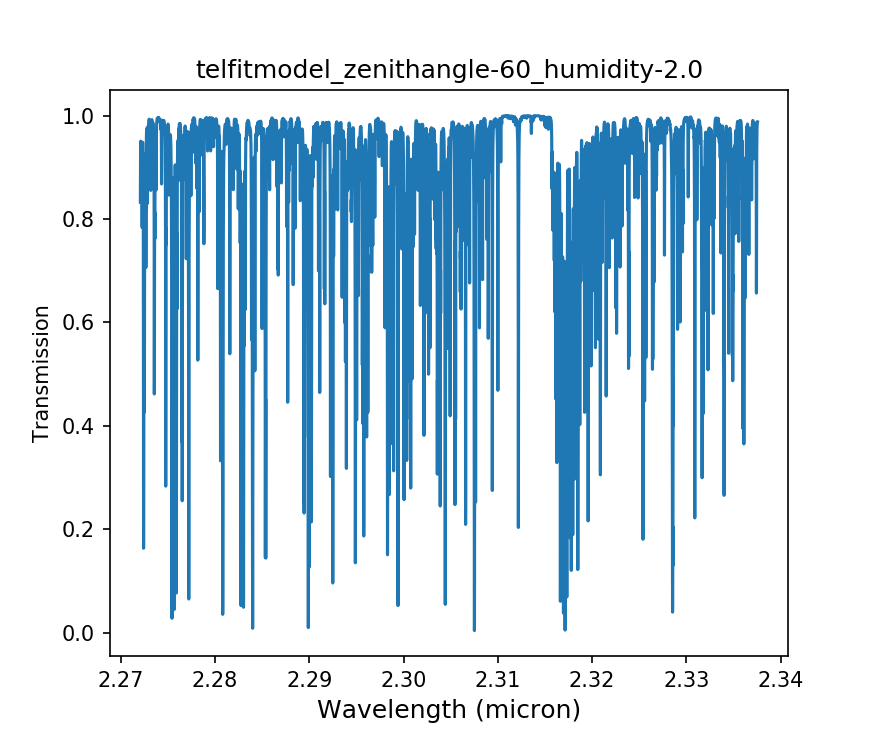 telfitmodel_zenithangle-60_humidity-2.0
1.0
0.8
0.6
0.4
0.2
0.0
Transmission
2.27 2.28 2.29 2.30 2.31 2.32 2.33 2.34
Wavelength (micron)